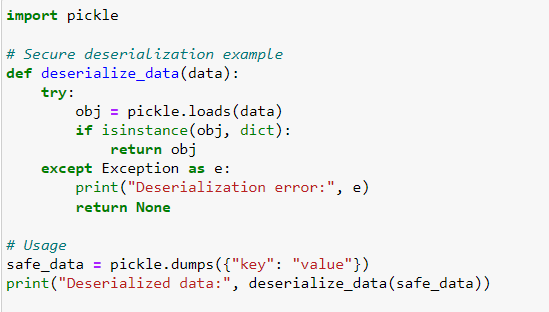 import pickle
# Secure deserialization example
def deserialize_data(data):
    try:
        obj = pickle.loads(data)
        if isinstance(obj, dict):
            return obj
    except Exception as e:
        print("Deserialization error:", e)
        return None
# Usage
safe_data = pickle.dumps({"key": "value"})
print("Deserialized data:", deserialize_data(safe_data))